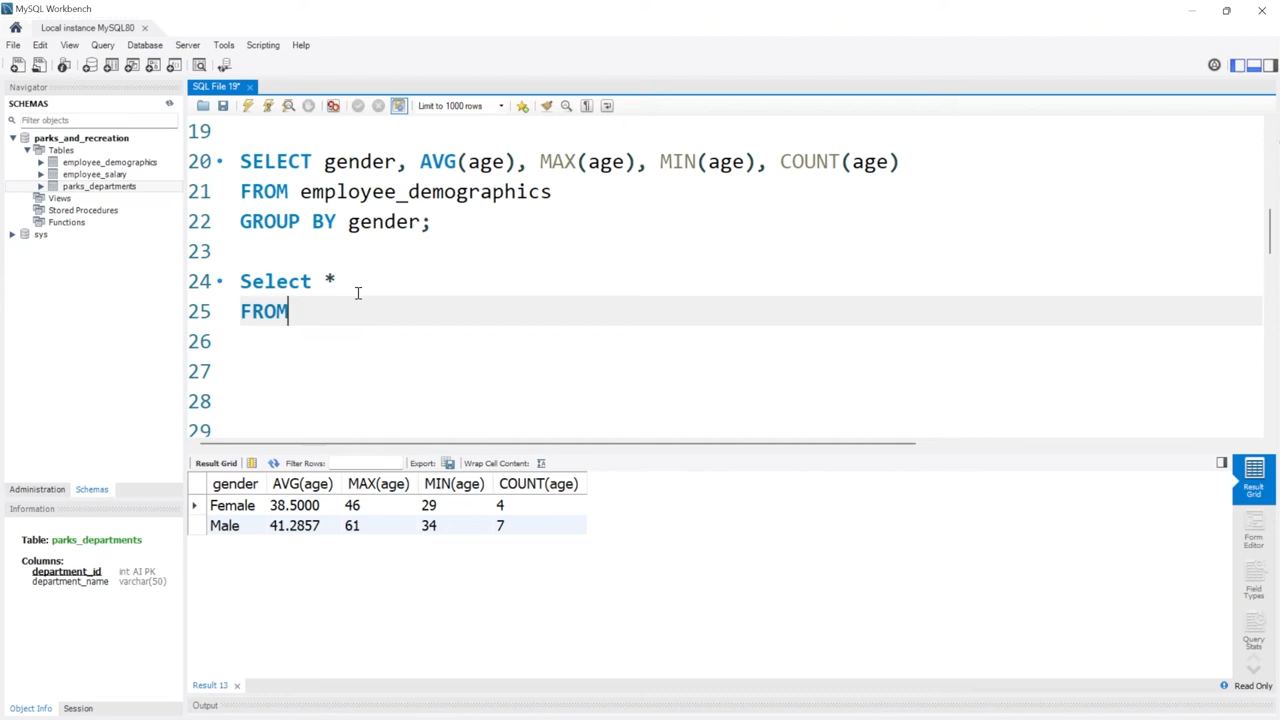 MySQL Workbench
Local instance MySQL80
File Edit View Query Database Server Tools Scripting Help
Navigator
SCHEMAS
Filter objects
parks_and_recreation
Tables
employee_demographics
employee_salary
parks_departments
Views
Stored Procedures
Functions
sys
Administration Schemas
Information
Table: parks_departments
Columns:
department_id int AI PK
department_name varchar(50)
Object Info Session
SQL File 19*
Limit to 1000 rows
19
20 SELECT gender, AVG(age), MAX(age), MIN(age), COUNT(age)
21 FROM employee_demographics
22 GROUP BY gender;
23
24 Select *
25 FROM
26
27
28
29
Result Grid Filter Rows: Export: Wrap Cell Content:
gender AVG(age) MAX(age) MIN(age) COUNT(age)
Female 38.5000 46 29 4
Male 41.2857 61 34 7
Result Grid
Form Editor
Field Types
Query Stats
Result 13
Read Only
Output